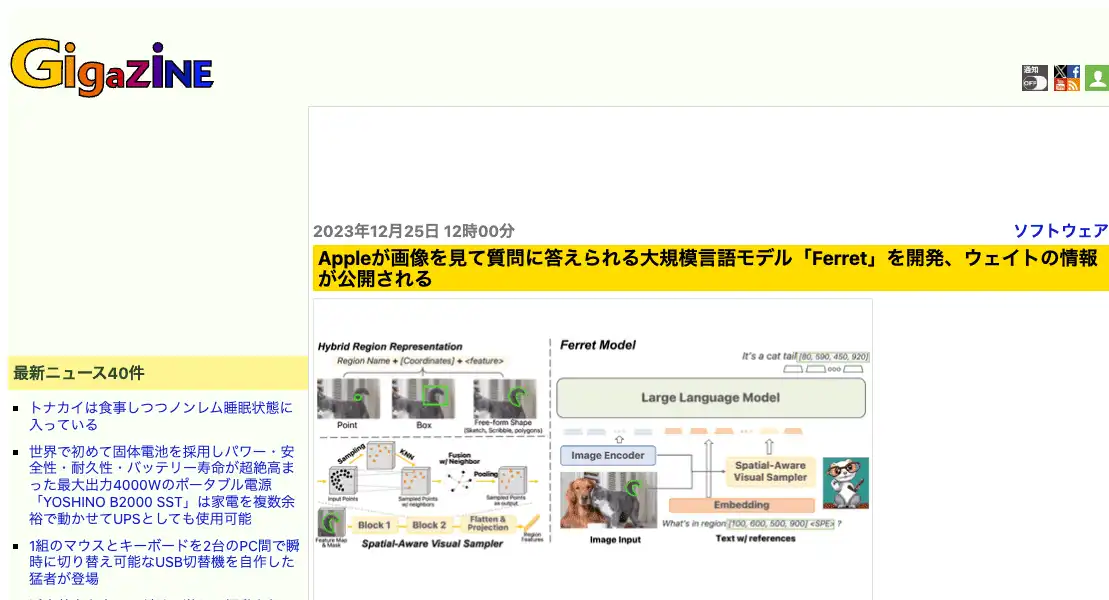 GigaZiNE
通知
OFF
2023年12月25日 12時00分
ソフトウェア
Appleが画像を見て質問に答えられる大規模言語モデル「Ferret」を開発、ウェイトの情報
が公開される
Hybrid Region Representation
Region Name + [Coordinates] + <feature>
Point
Box
Free-form Shape
(Sketch, Scribble, polygons)
Sampling
KNN
Fusion
w/ Neighbor
Pooling
Input Points
Sampled Points
w/ neighbors
Sampled Points
as output
Feature Map
& Mask
Block 1
Block 2
Flatten &
Projection
Region
Features
Spatial-Aware Visual Sampler
Ferret Model
It's a cat tail [80, 590, 450, 920]
Large Language Model
Image Encoder
Spatial-Aware
Visual Sampler
Embedding
What's in region [100, 600, 500, 900] <SPE> ?
Image Input
Text w/ references
最新ニュース40件
トナカイは食事しつつノンレム睡眠状態に
入っている
世界で初めて固体電池を採用しパワー・安
全性・耐久性・バッテリー寿命が超絶高ま
った最大出力4000Wのポータブル電源
「YOSHINO B2000 SST」は家電を複数余
裕で動かせてUPSとしても使用可能
1組のマウスとキーボードを2台のPC間で瞬
時に切り替え可能なUSB切替機を自作した
猛者が登場